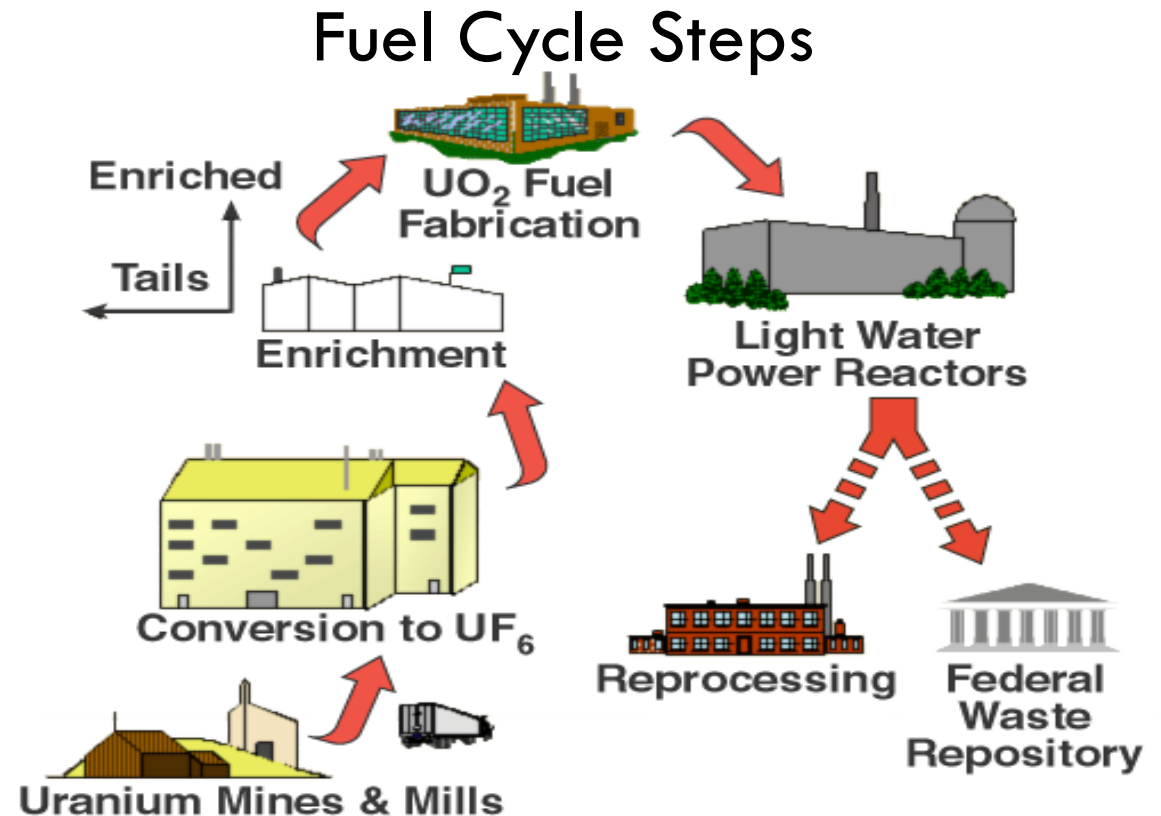 Fuel Cycle Steps
Enriched
Tails
UO₂ Fuel
Fabrication
Enrichment
Light Water
Power Reactors
Conversion to UF₆
Reprocessing
Federal
Waste
Repository
Uranium Mines & Mills